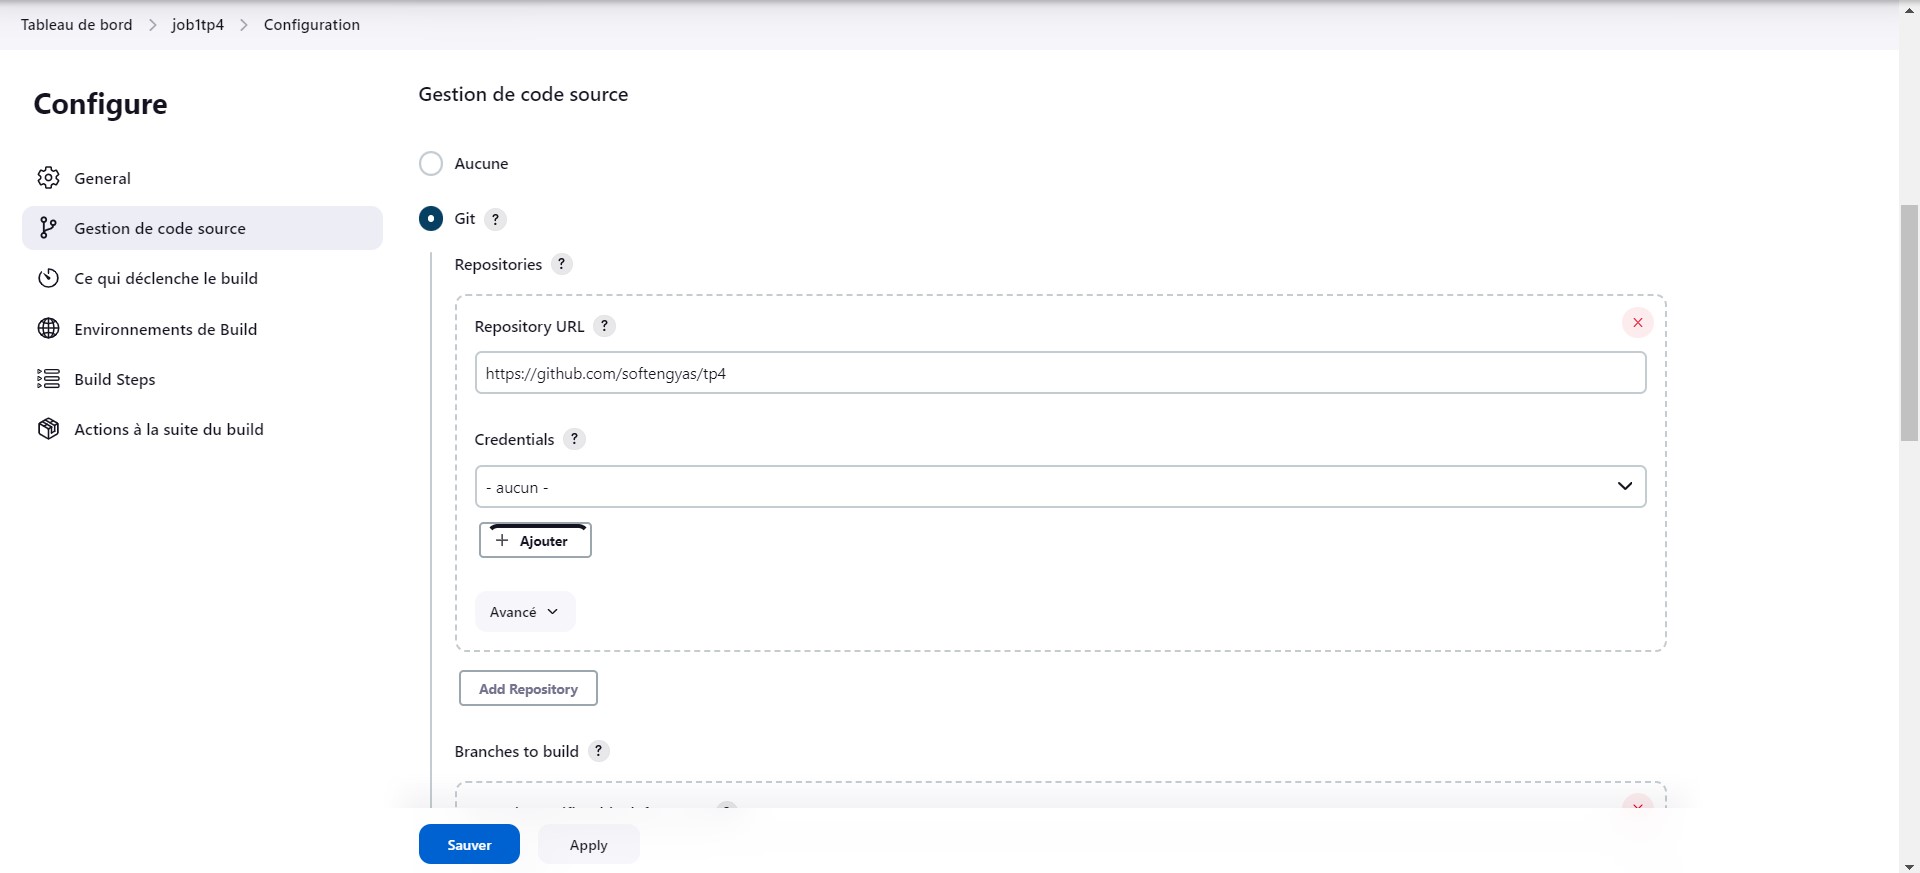 Tableau de bord
job1tp4
Configuration
Configure
General
Gestion de code source
Ce qui déclenche le build
Environnements de Build
Build Steps
Actions à la suite du build
Gestion de code source
Aucune
Git ?
Repositories ?
Repository URL ?
https://github.com/softengyas/tp4
Credentials ?
- aucun -
+ Ajouter
Avancé
Add Repository
Branches to build ?
Sauver
Apply